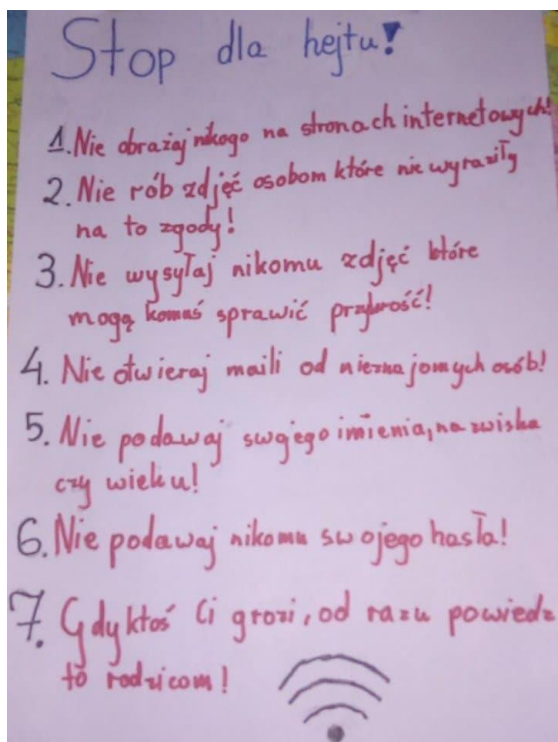 Stop dla hejtu!
1. Nie obrażaj nikogo na stronach internetowych!
2. Nie rób zdjęć osobom które nie wyraziły
na to zgody!
3. Nie wysyłaj nikomu zdjęć które
mogą komuś sprawić przykrość!
4. Nie otwieraj maili od nieznajomych osób!
5. Nie podawaj swojego imienia, nazwiska
czy wieku!
6. Nie podawaj nikomu swojego hasła!
7. Gdy ktoś Ci grozi, od razu powiedz
to rodzicom!